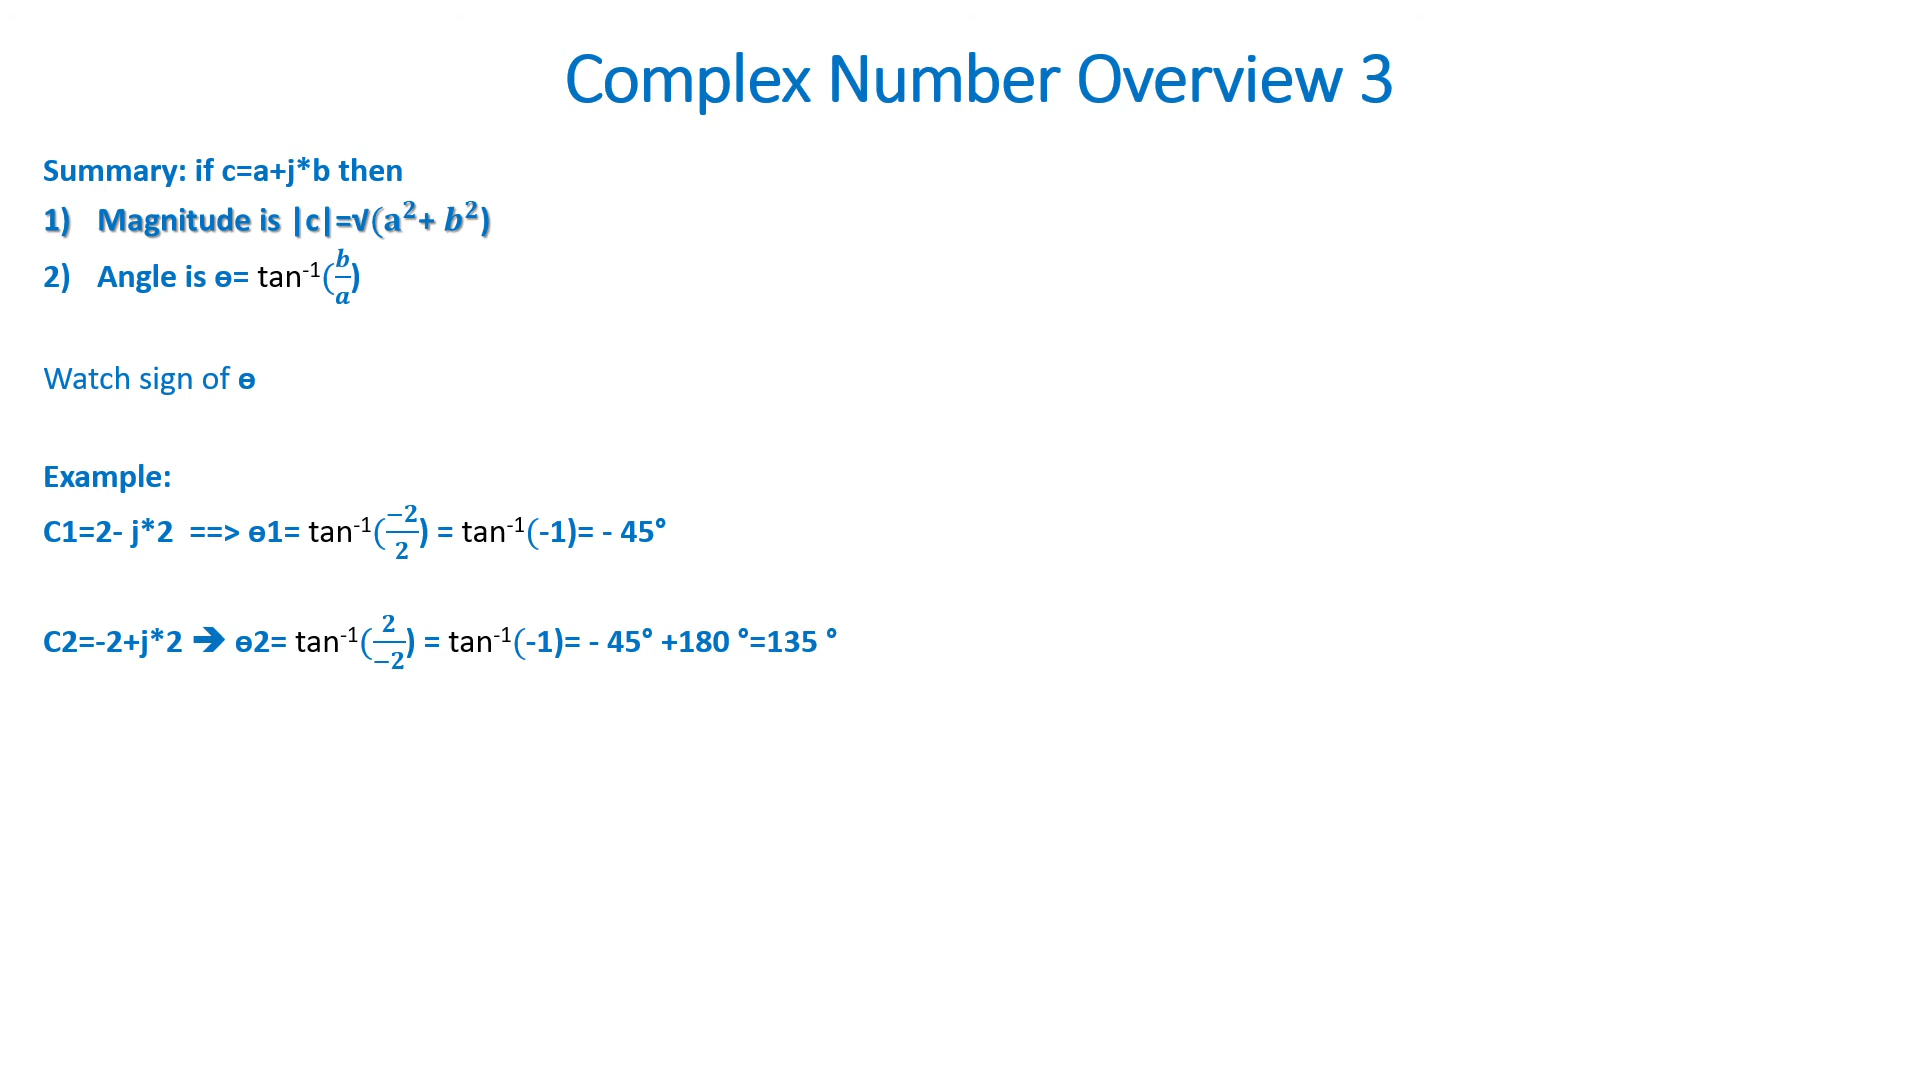 Complex Number Overview 3
Summary: if c=a+j*b then
1) Magnitude is |c|=√(a²+ b²)
2) Angle is ɵ= tan⁻¹(b/a)
Watch sign of ɵ
Example:
C1=2- j*2 ==> ɵ1= tan⁻¹(−2/2) = tan⁻¹(-1)= - 45°
C2=-2+j*2 ➔ ɵ2= tan⁻¹(2/−2) = tan⁻¹(-1)= - 45° +180 °=135 °